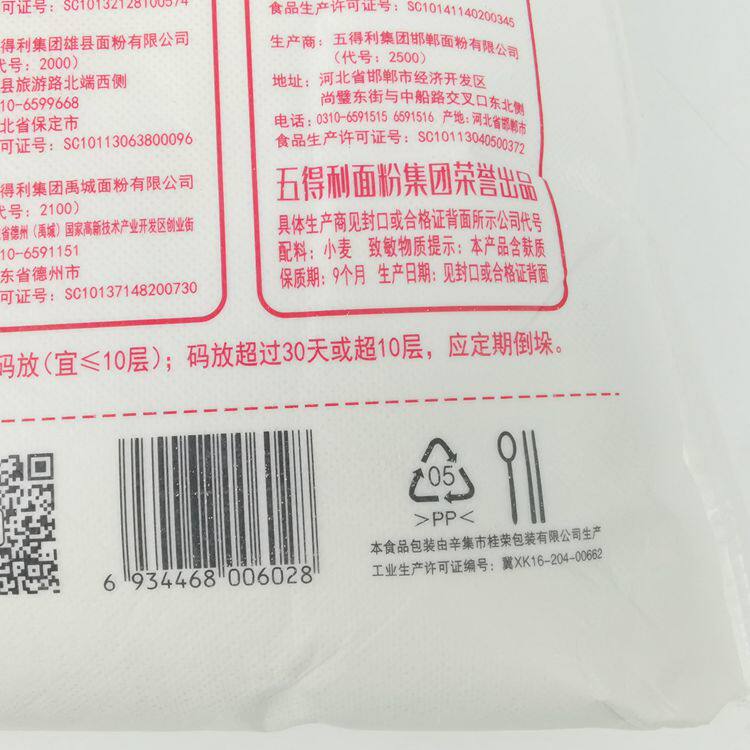 可证号：SC10132128100574
得利集团雄县面粉有限公司
代号：2000）
县旅游路北端西侧
10-6599668
北省保定市
可证号：SC10113063800096
得利集团禹城面粉有限公司
代号：2100）
省德州（禹城）国家高新技术产业开发区创业街
10-6591151
东省德州市
可证号：SC10137148200730
食品生产许可证号：SC10141140200345
生产商：五得利集团邯郸面粉有限公司
（代号：2500）
地址：河北省邯郸市经济开发区
尚璧东街与中船路交叉口东北侧
电话：0310-6591515 6591516 产地：河北省邯郸市
食品生产许可证号：SC10113040500372
五得利面粉集团荣誉出品
具体生产商见封口或合格证背面所示公司代号
配料：小麦 致敏物质提示：本产品含麸质
保质期：9个月 生产日期：见封口或合格证背面
码放（宜≤10层）；码放超过30天或超10层，应定期倒垛。
6 934468 006028
05
>PP<
本食品包装由辛集市桂荣包装有限公司生产
工业生产许可证编号：冀XK16-204-00662